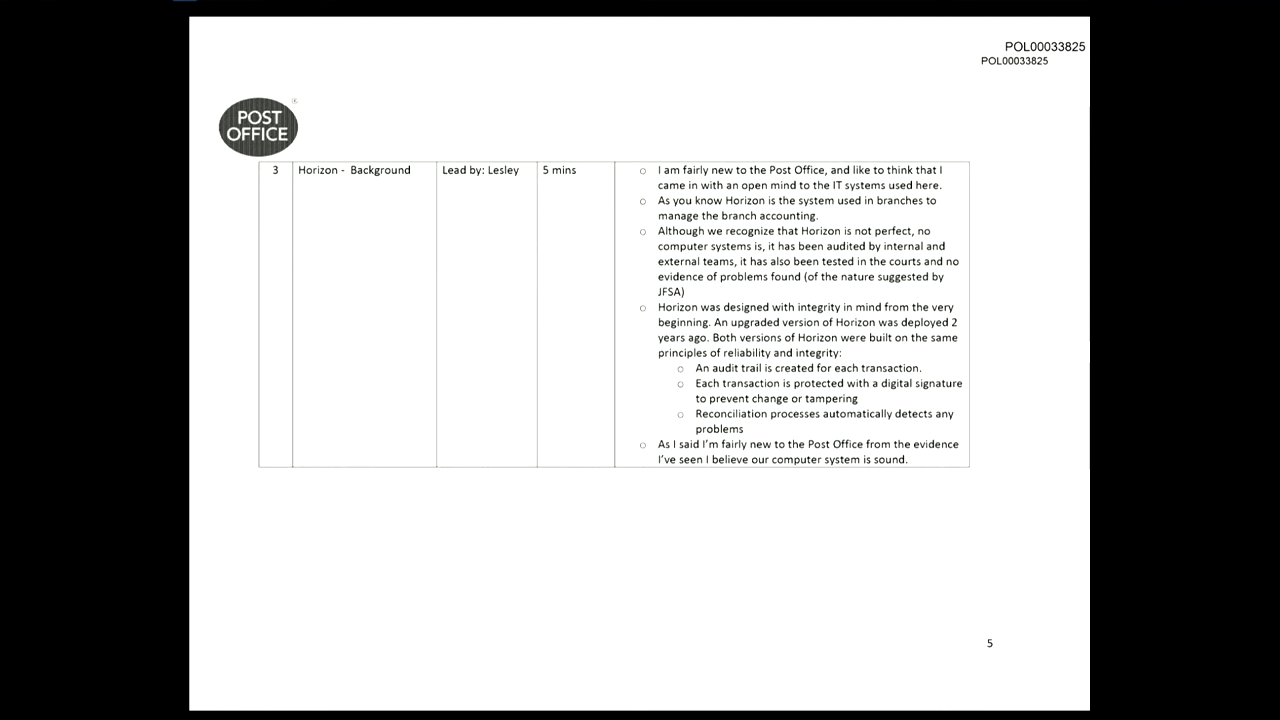 POL00033825
POL00033825
POST
OFFICE
3 Horizon - Background Lead by: Lesley 5 mins
○ I am fairly new to the Post Office, and like to think that I
came in with an open mind to the IT systems used here.
○ As you know Horizon is the system used in branches to
manage the branch accounting.
○ Although we recognize that Horizon is not perfect, no
computer systems is, it has been audited by internal and
external teams, it has also been tested in the courts and no
evidence of problems found (of the nature suggested by
JFSA)
○ Horizon was designed with integrity in mind from the very
beginning. An upgraded version of Horizon was deployed 2
years ago. Both versions of Horizon were built on the same
principles of reliability and integrity:
○ An audit trail is created for each transaction.
○ Each transaction is protected with a digital signature
to prevent change or tampering
○ Reconciliation processes automatically detects any
problems
○ As I said I'm fairly new to the Post Office from the evidence
I've seen I believe our computer system is sound.
5